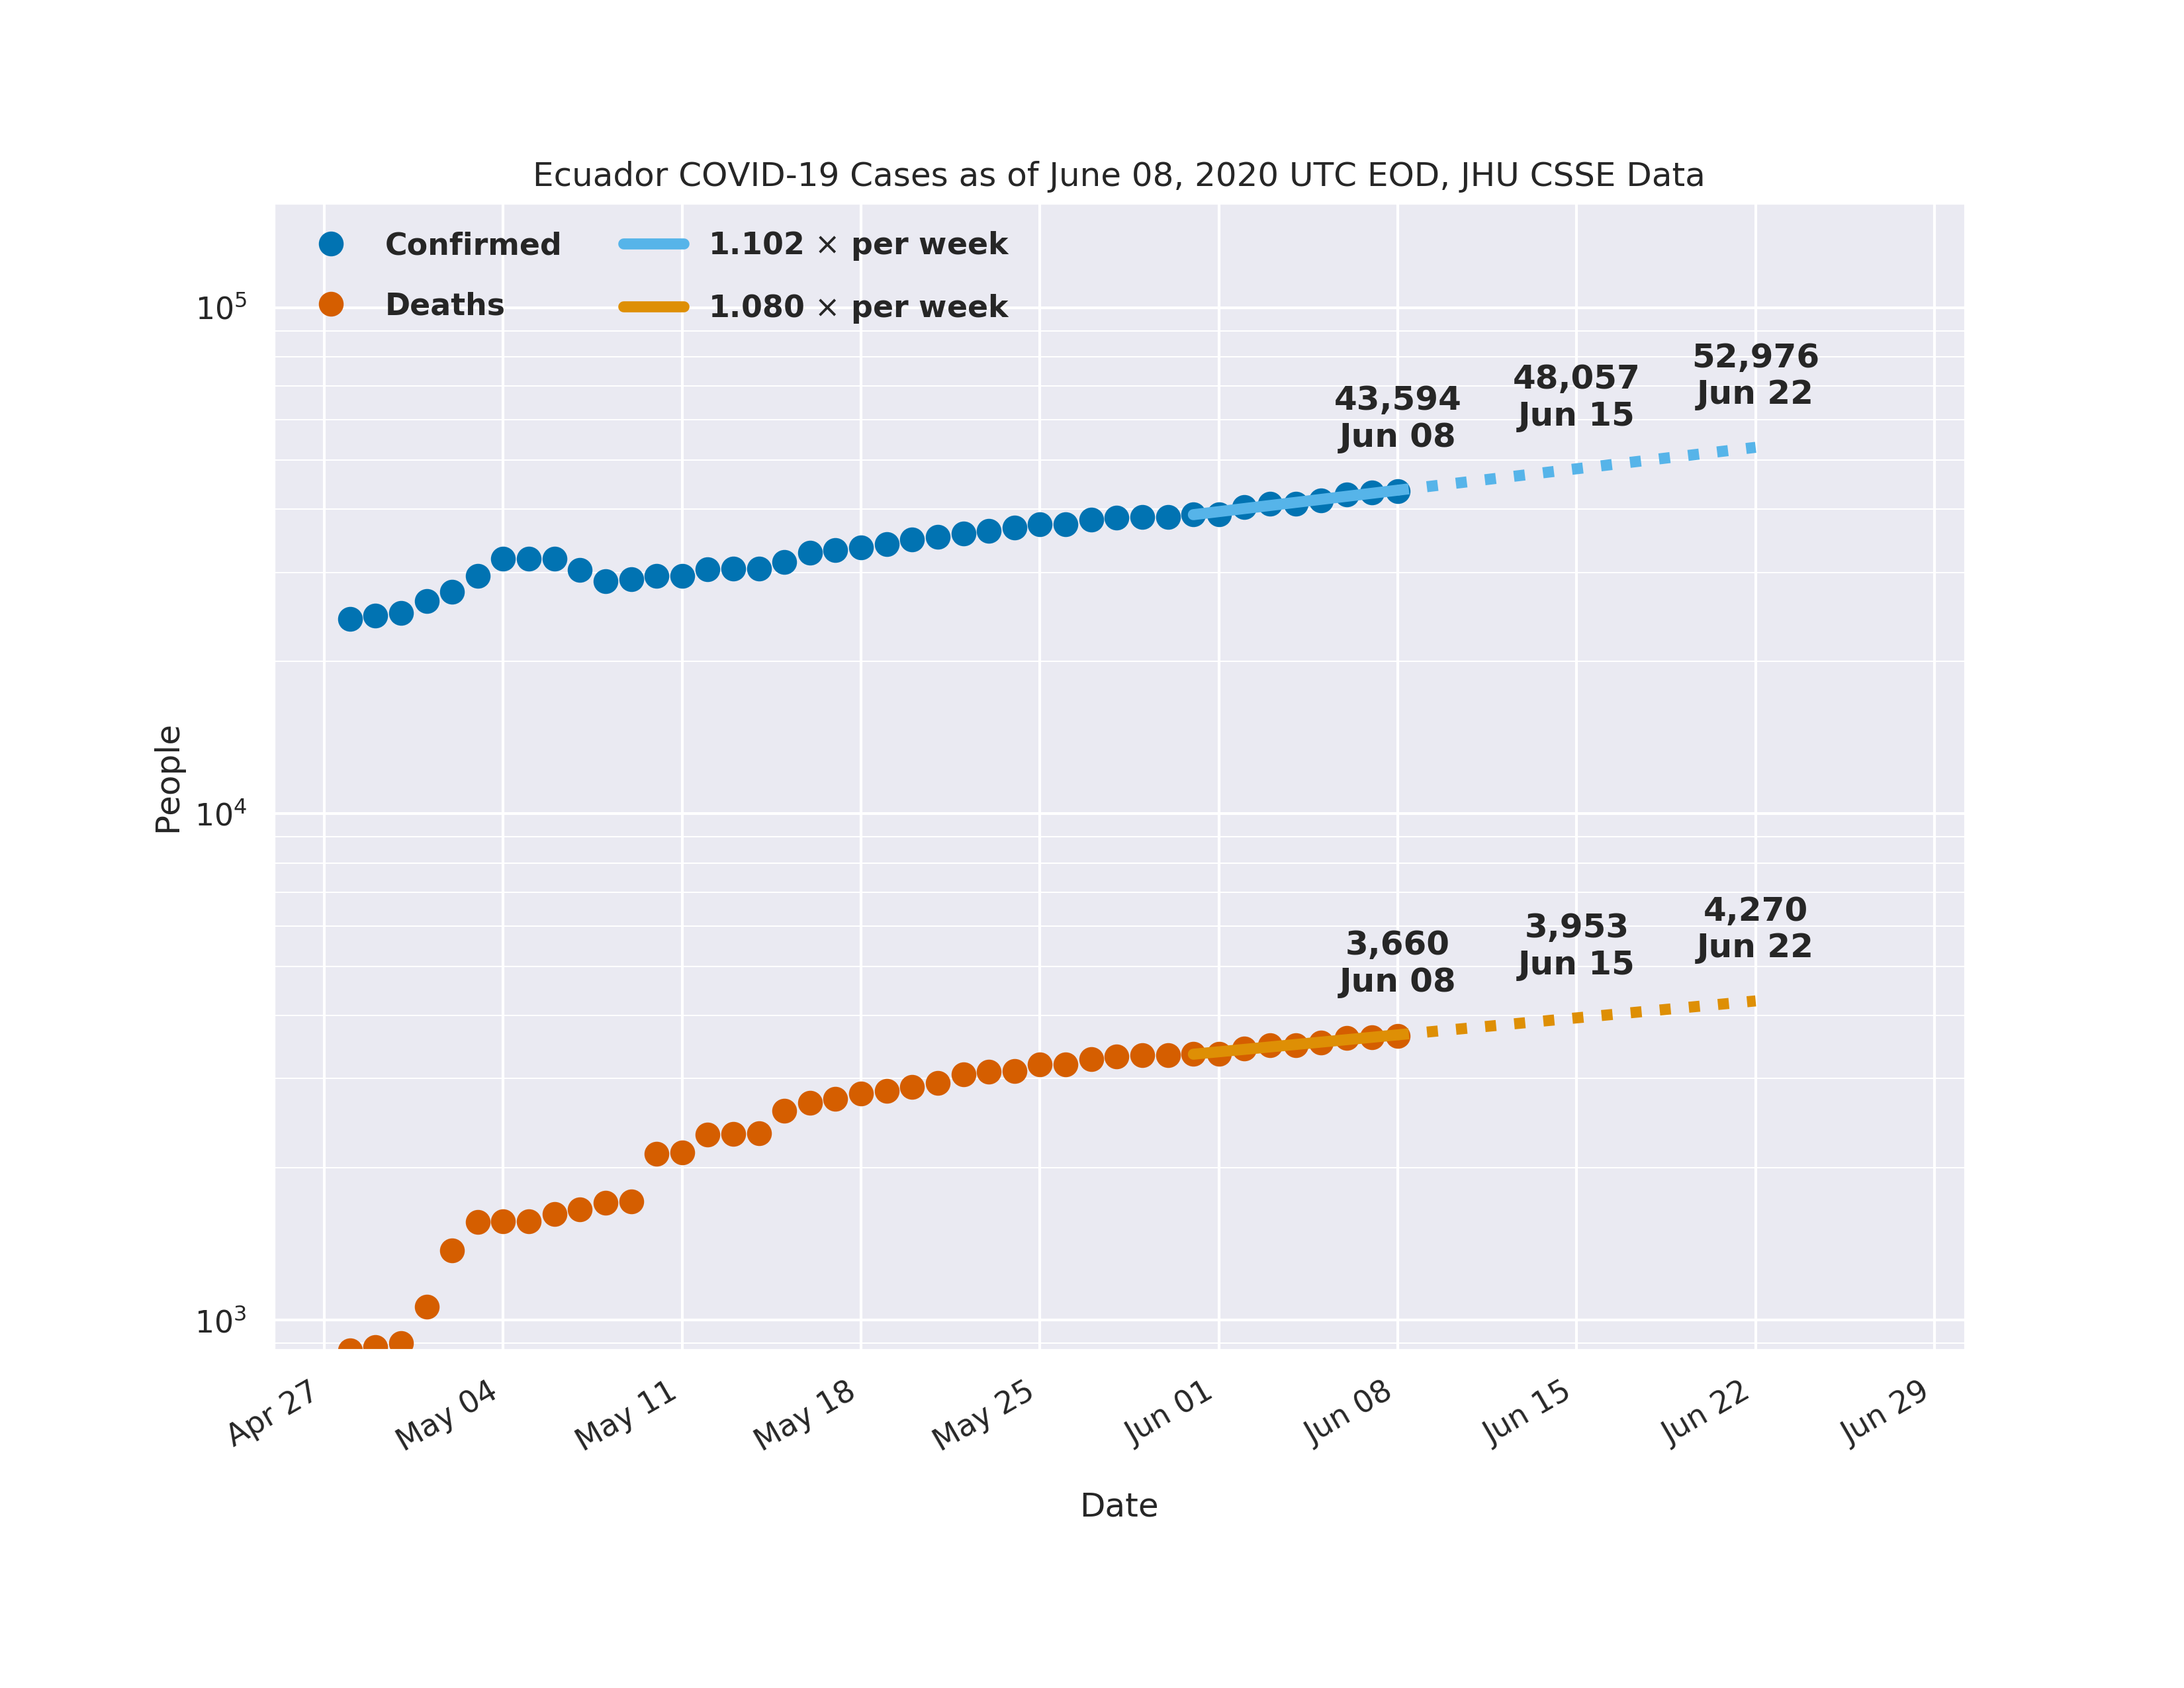 Ecuador COVID-19 Cases as of June 08, 2020 UTC EOD, JHU CSSE Data
Confirmed
Deaths
1.102 × per week
1.080 × per week
10⁵
10⁴
10³
People
52,976
Jun 22
48,057
Jun 15
43,594
Jun 08
4,270
Jun 22
3,953
Jun 15
3,660
Jun 08
Apr 27
May 04
May 11
May 18
May 25
Jun 01
Jun 08
Jun 15
Jun 22
Jun 29
Date